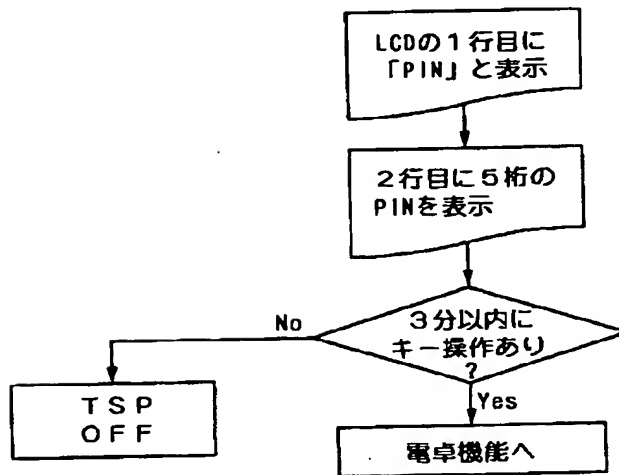 LCDの1行目に
「PIN」と表示
2行目に5桁の
PINを表示
3分以内に
キー操作あり
?
No
Yes
TSP
OFF
電卓機能へ